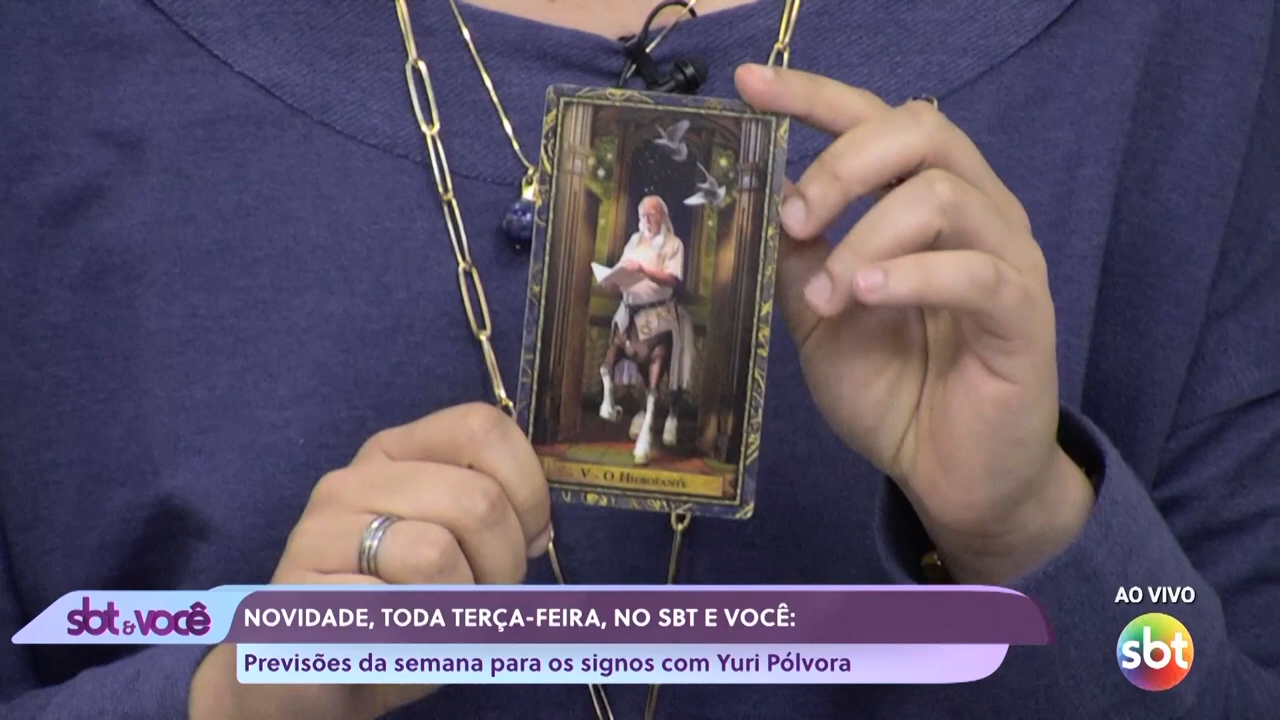 V - O HIEROFANTE
sbt&você
NOVIDADE, TODA TERÇA-FEIRA, NO SBT E VOCÊ:
Previsões da semana para os signos com Yuri Pólvora
AO VIVO
sbt